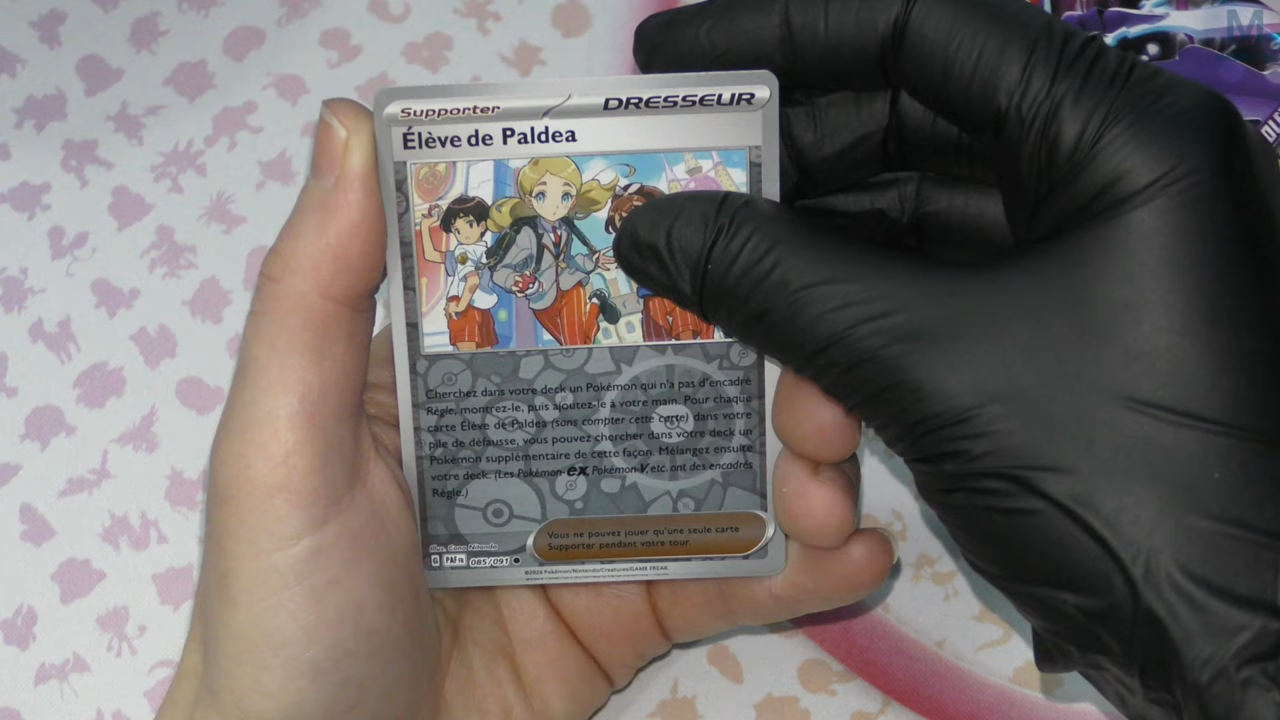 Supporter
DRESSEUR
Élève de Paldea
Cherchez dans votre deck un Pokémon qui n'a pas d'encadré
Règle, montrez-le, puis ajoutez-le à votre main. Pour chaque
carte Élève de Paldea (sans compter cette carte) dans votre
pile de défausse, vous pouvez chercher dans votre deck un
Pokémon supplémentaire de cette façon. Mélangez ensuite
votre deck. (Les Pokémon-ex Pokémon-V, etc. ont des encadrés
Règle.)
Vous ne pouvez jouer qu'une seule carte
Supporter pendant votre tour.
Illus. Cona Nitanda
G PAF FR 085/091
©2024 Pokémon/Nintendo/Creatures/GAME FREAK
M